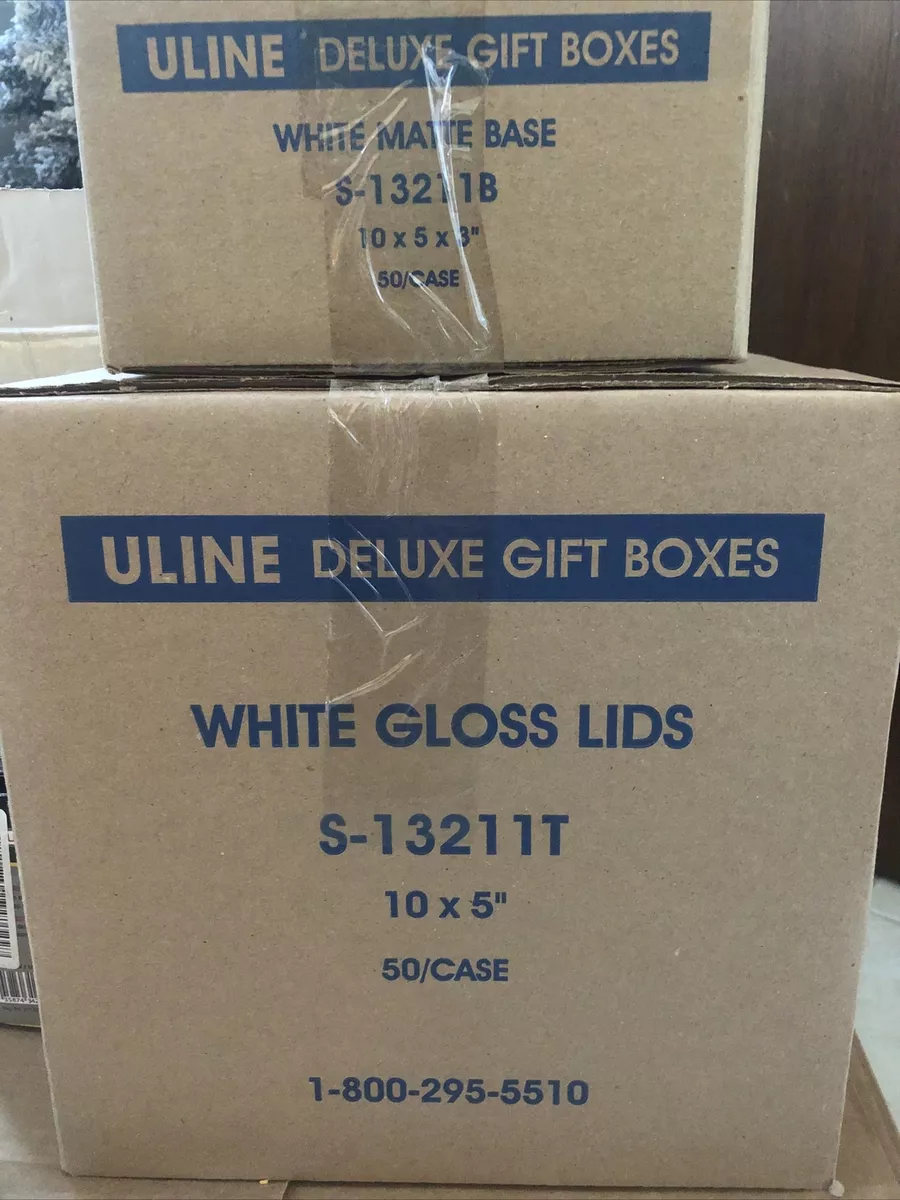 ULINE DELUXE GIFT BOXES
WHITE MATTE BASE
S-13211B
10 x 5 x 3"
50/CASE
ULINE DELUXE GIFT BOXES
WHITE GLOSS LIDS
S-13211T
10 x 5"
50/CASE
1-800-295-5510